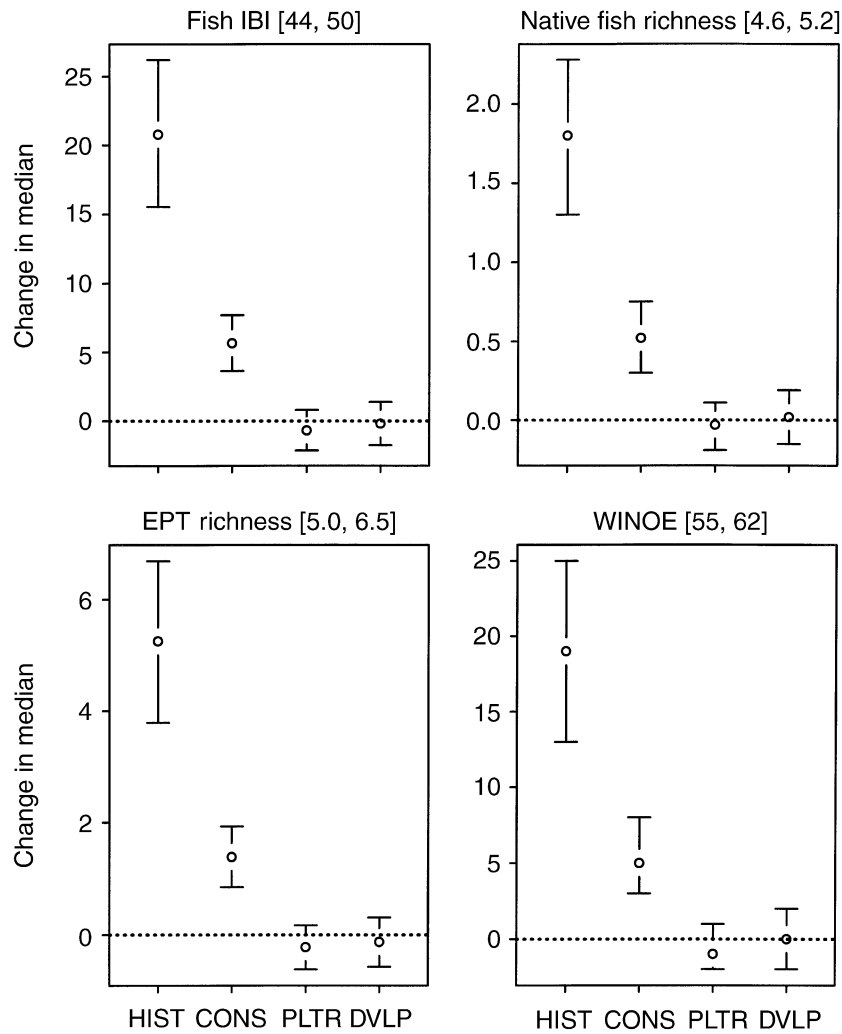 Fish IBI [44, 50]
Native fish richness [4.6, 5.2]
Change in median
25
20
15
10
5
0
2.0
1.5
1.0
0.5
0.0
EPT richness [5.0, 6.5]
WINOE [55, 62]
Change in median
6
4
2
0
25
20
15
10
5
0
HIST CONS PLTR DVLP
HIST CONS PLTR DVLP